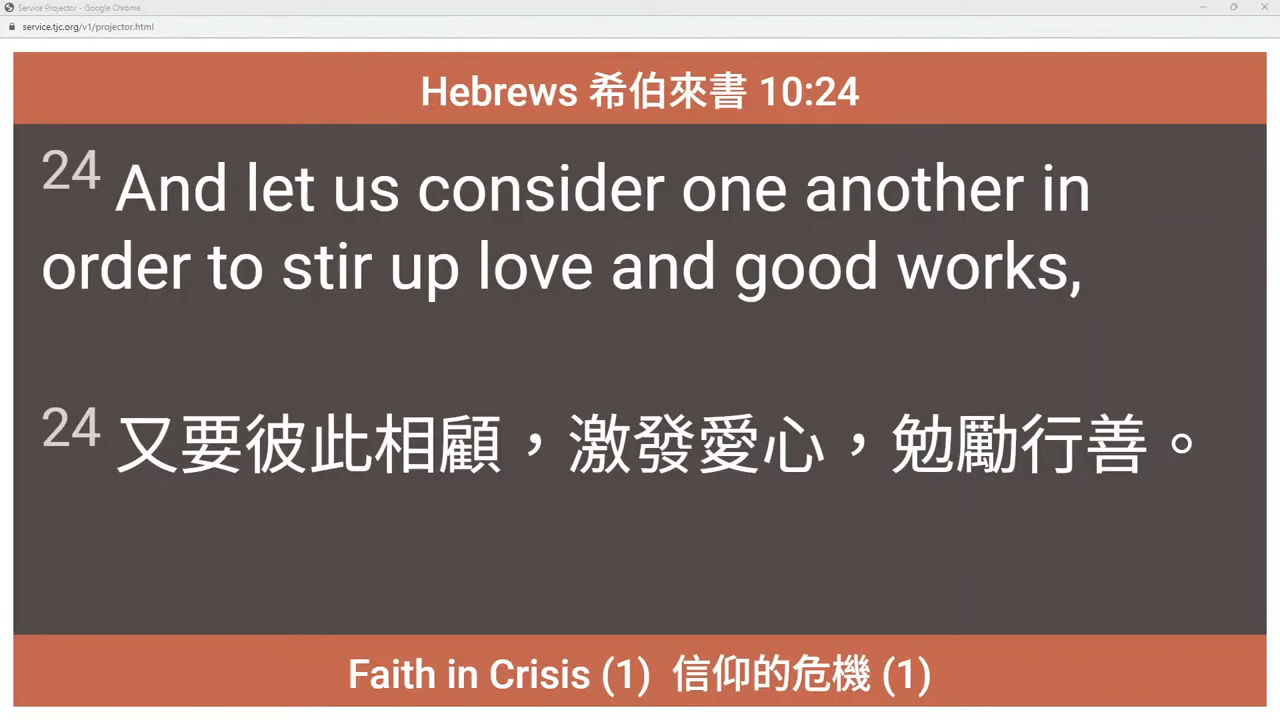 Service Projector - Google Chrome
service.tjc.org/v1/projector.html
Hebrews 希伯來書 10:24
24 And let us consider one another in
order to stir up love and good works,
24 又要彼此相顧，激發愛心，勉勵行善。
Faith in Crisis (1) 信仰的危機 (1)